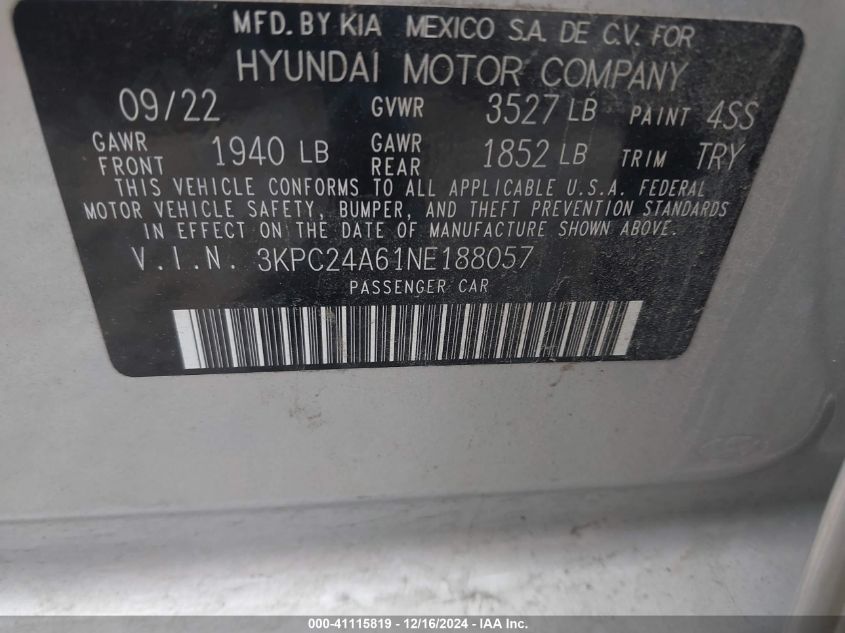 MFD. BY KIA MEXICO S.A. DE C.V. FOR
HYUNDAI MOTOR COMPANY
09/22 GVWR 3527 LB PAINT 4SS
GAWR FRONT 1940 LB GAWR REAR 1852 LB TRIM TRY
THIS VEHICLE CONFORMS TO ALL APPLICABLE U.S.A. FEDERAL
MOTOR VEHICLE SAFETY, BUMPER, AND THEFT PREVENTION STANDARDS
IN EFFECT ON THE DATE OF MANUFACTURE SHOWN ABOVE.
V.I.N. 3KPC24A61NE188057
PASSENGER CAR
000-41115819 / 12/16/2024 - IAA Inc.